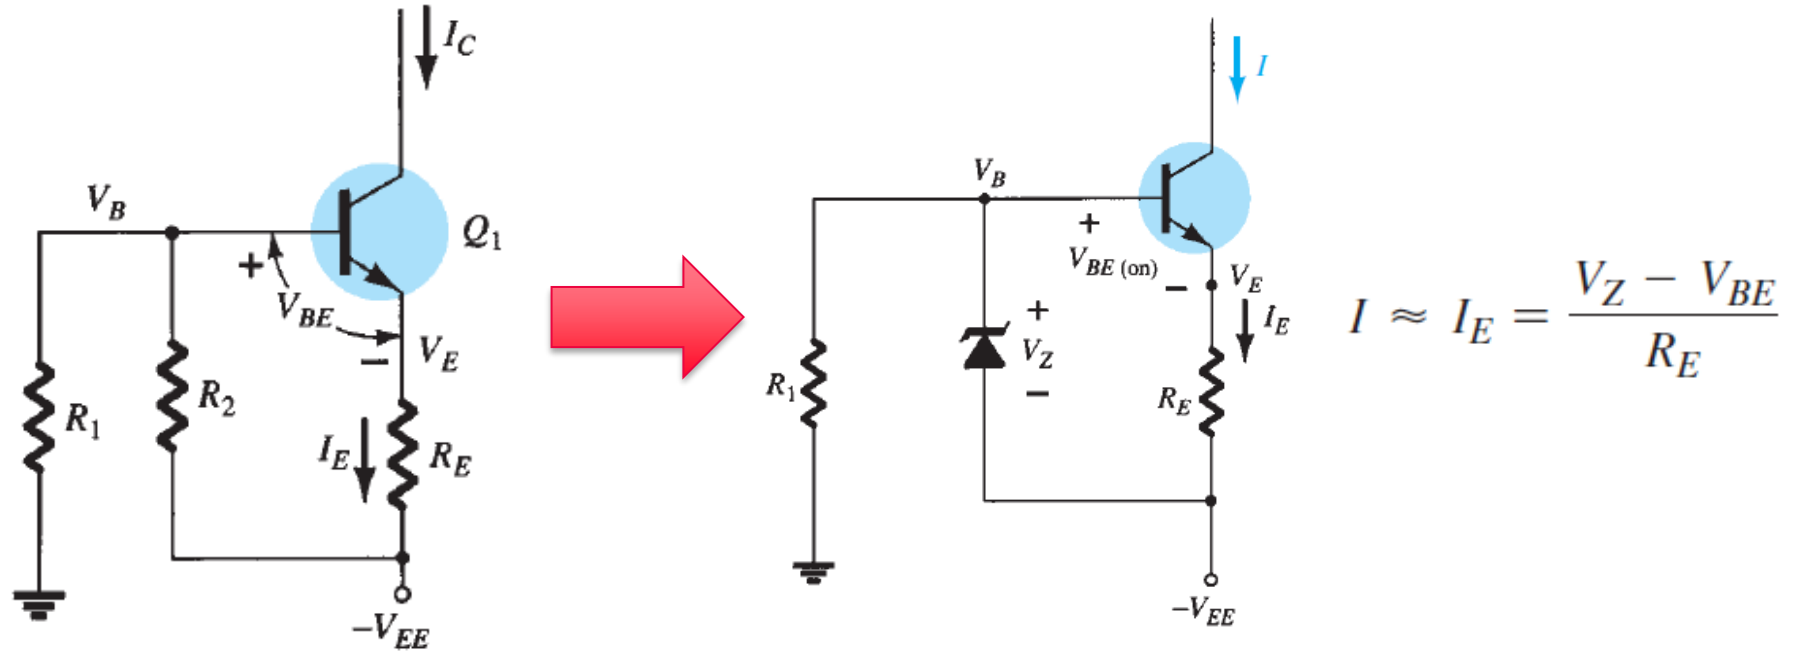 I_C
V_B
Q_1
+
V_BE
−
V_E
R_1
R_2
I_E
R_E
−V_EE
I
V_B
+
V_BE (on)
−
V_E
I_E
+
V_Z
−
R_1
R_E
−V_EE
I ≈ I_E = (V_Z − V_BE) / R_E